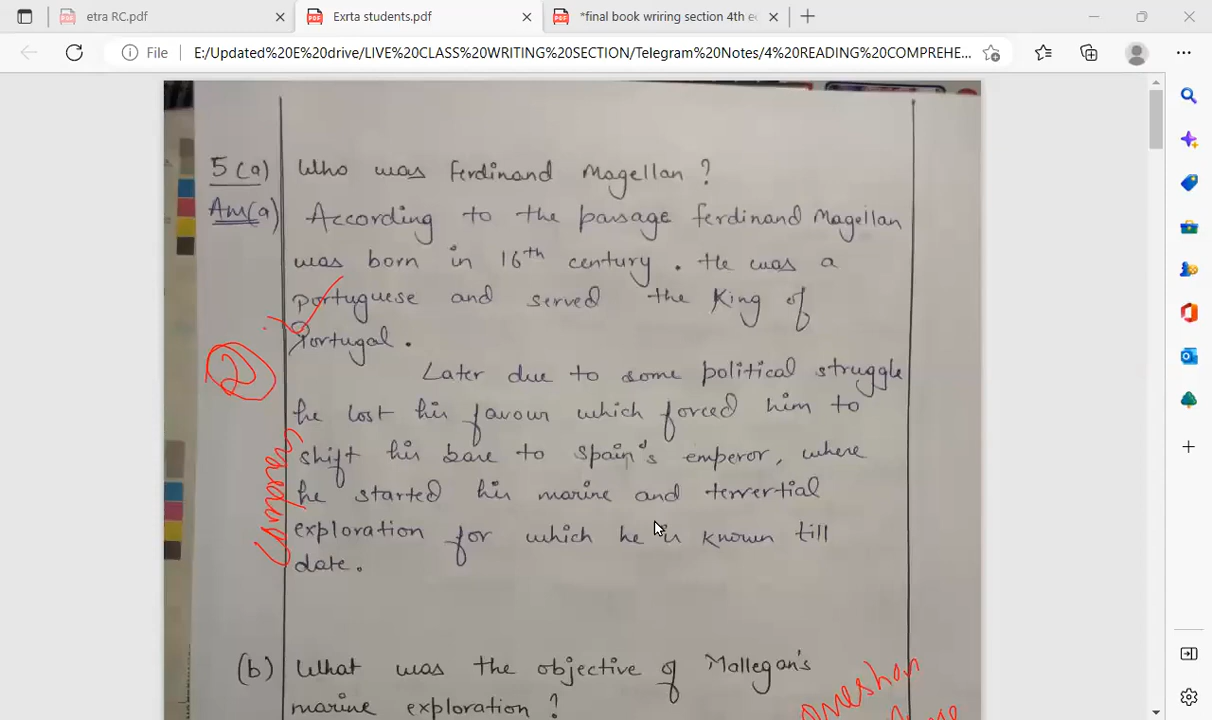 etra RC.pdf
Exrta students.pdf
*final book wriring section 4th e
File
E:/Updated%20E%20drive/LIVE%20CLASS%20WRITING%20SECTION/Telegram%20Notes/4%20READING%20COMPREHE...
5(a) Who was Ferdinand Magellan ?
Ans(a) According to the passage ferdinand Magellan
was born in 16th century. He was a
portuguese and served the King of
Portugal.
2
Later due to some political struggle
he lost his favour which forced him to
shift his base to Spain's emperor, where
he started his marine and terrertial
exploration for which he is known till
date.
(b) What was the objective of Mallegan's
marine exploration ?
question